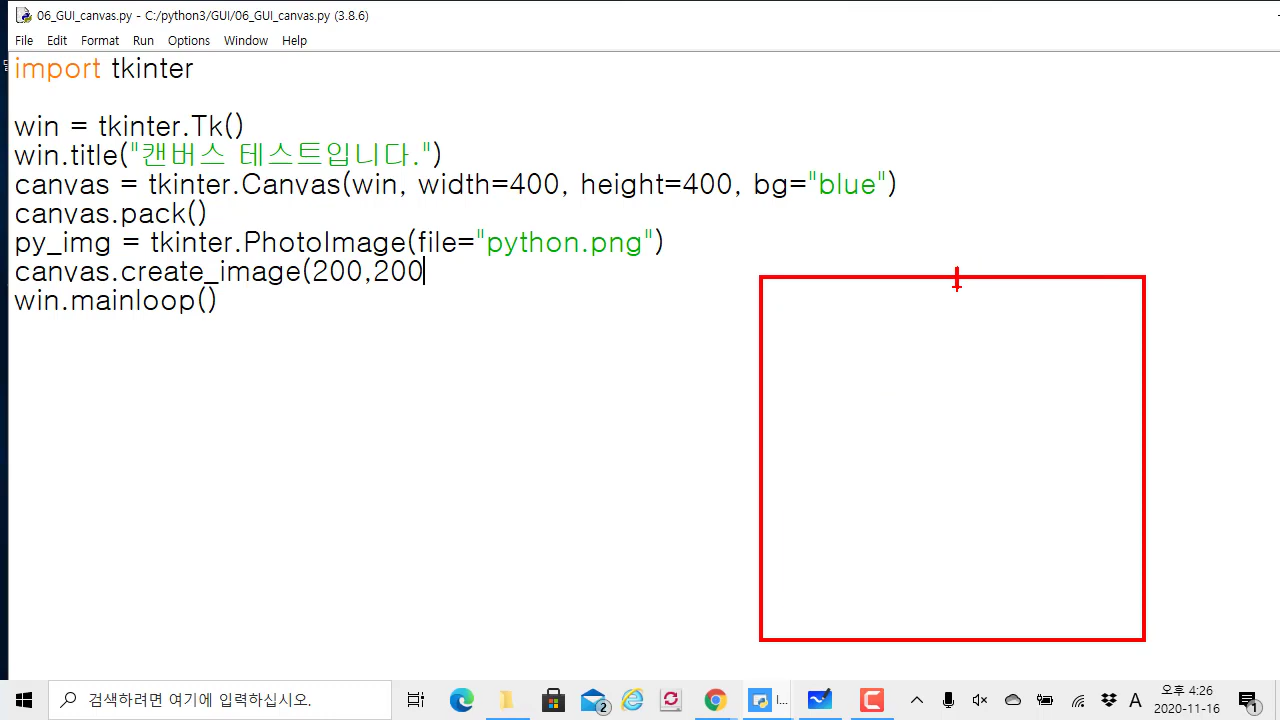 06_GUI_canvas.py - C:/python3/GUI/06_GUI_canvas.py (3.8.6)
File Edit Format Run Options Window Help
import tkinter
win = tkinter.Tk()
win.title("캔버스 테스트입니다.")
canvas = tkinter.Canvas(win, width=400, height=400, bg="blue")
canvas.pack()
py_img = tkinter.PhotoImage(file="python.png")
canvas.create_image(200,200
win.mainloop()
검색하려면 여기에 입력하십시오.
2
I...
A
오후 4:26
2020-11-16
1